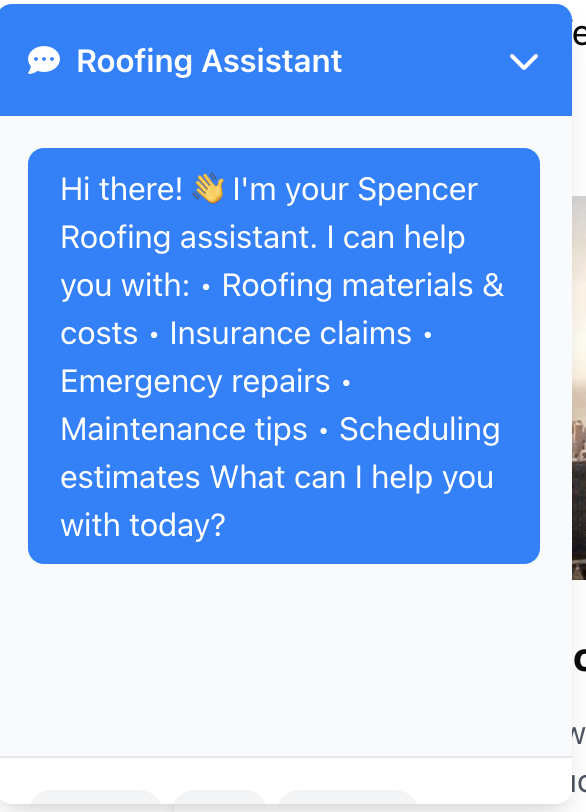 Roofing Assistant
Hi there! 👋 I'm your Spencer
Roofing assistant. I can help
you with: • Roofing materials &
costs • Insurance claims •
Emergency repairs •
Maintenance tips • Scheduling
estimates What can I help you
with today?